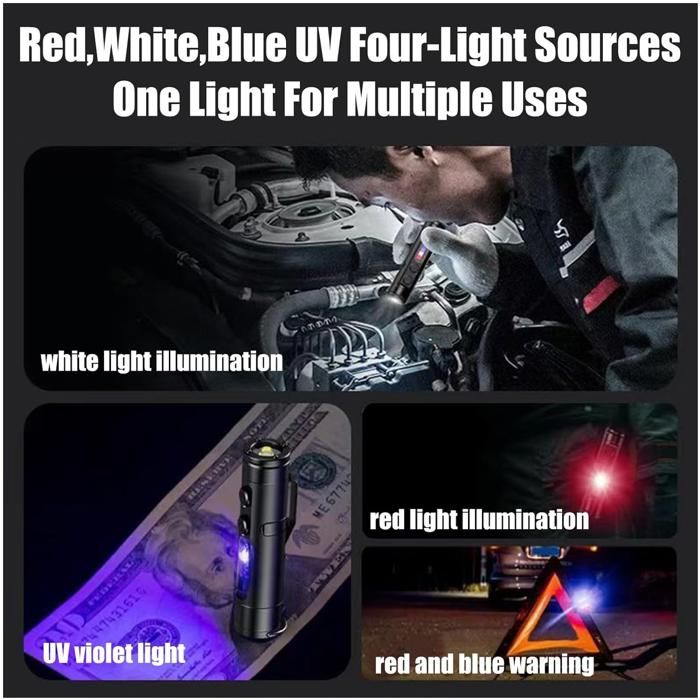 Red,White,Blue UV Four-Light Sources
One Light For Multiple Uses
white light illumination
UV violet light
red light illumination
red and blue warning